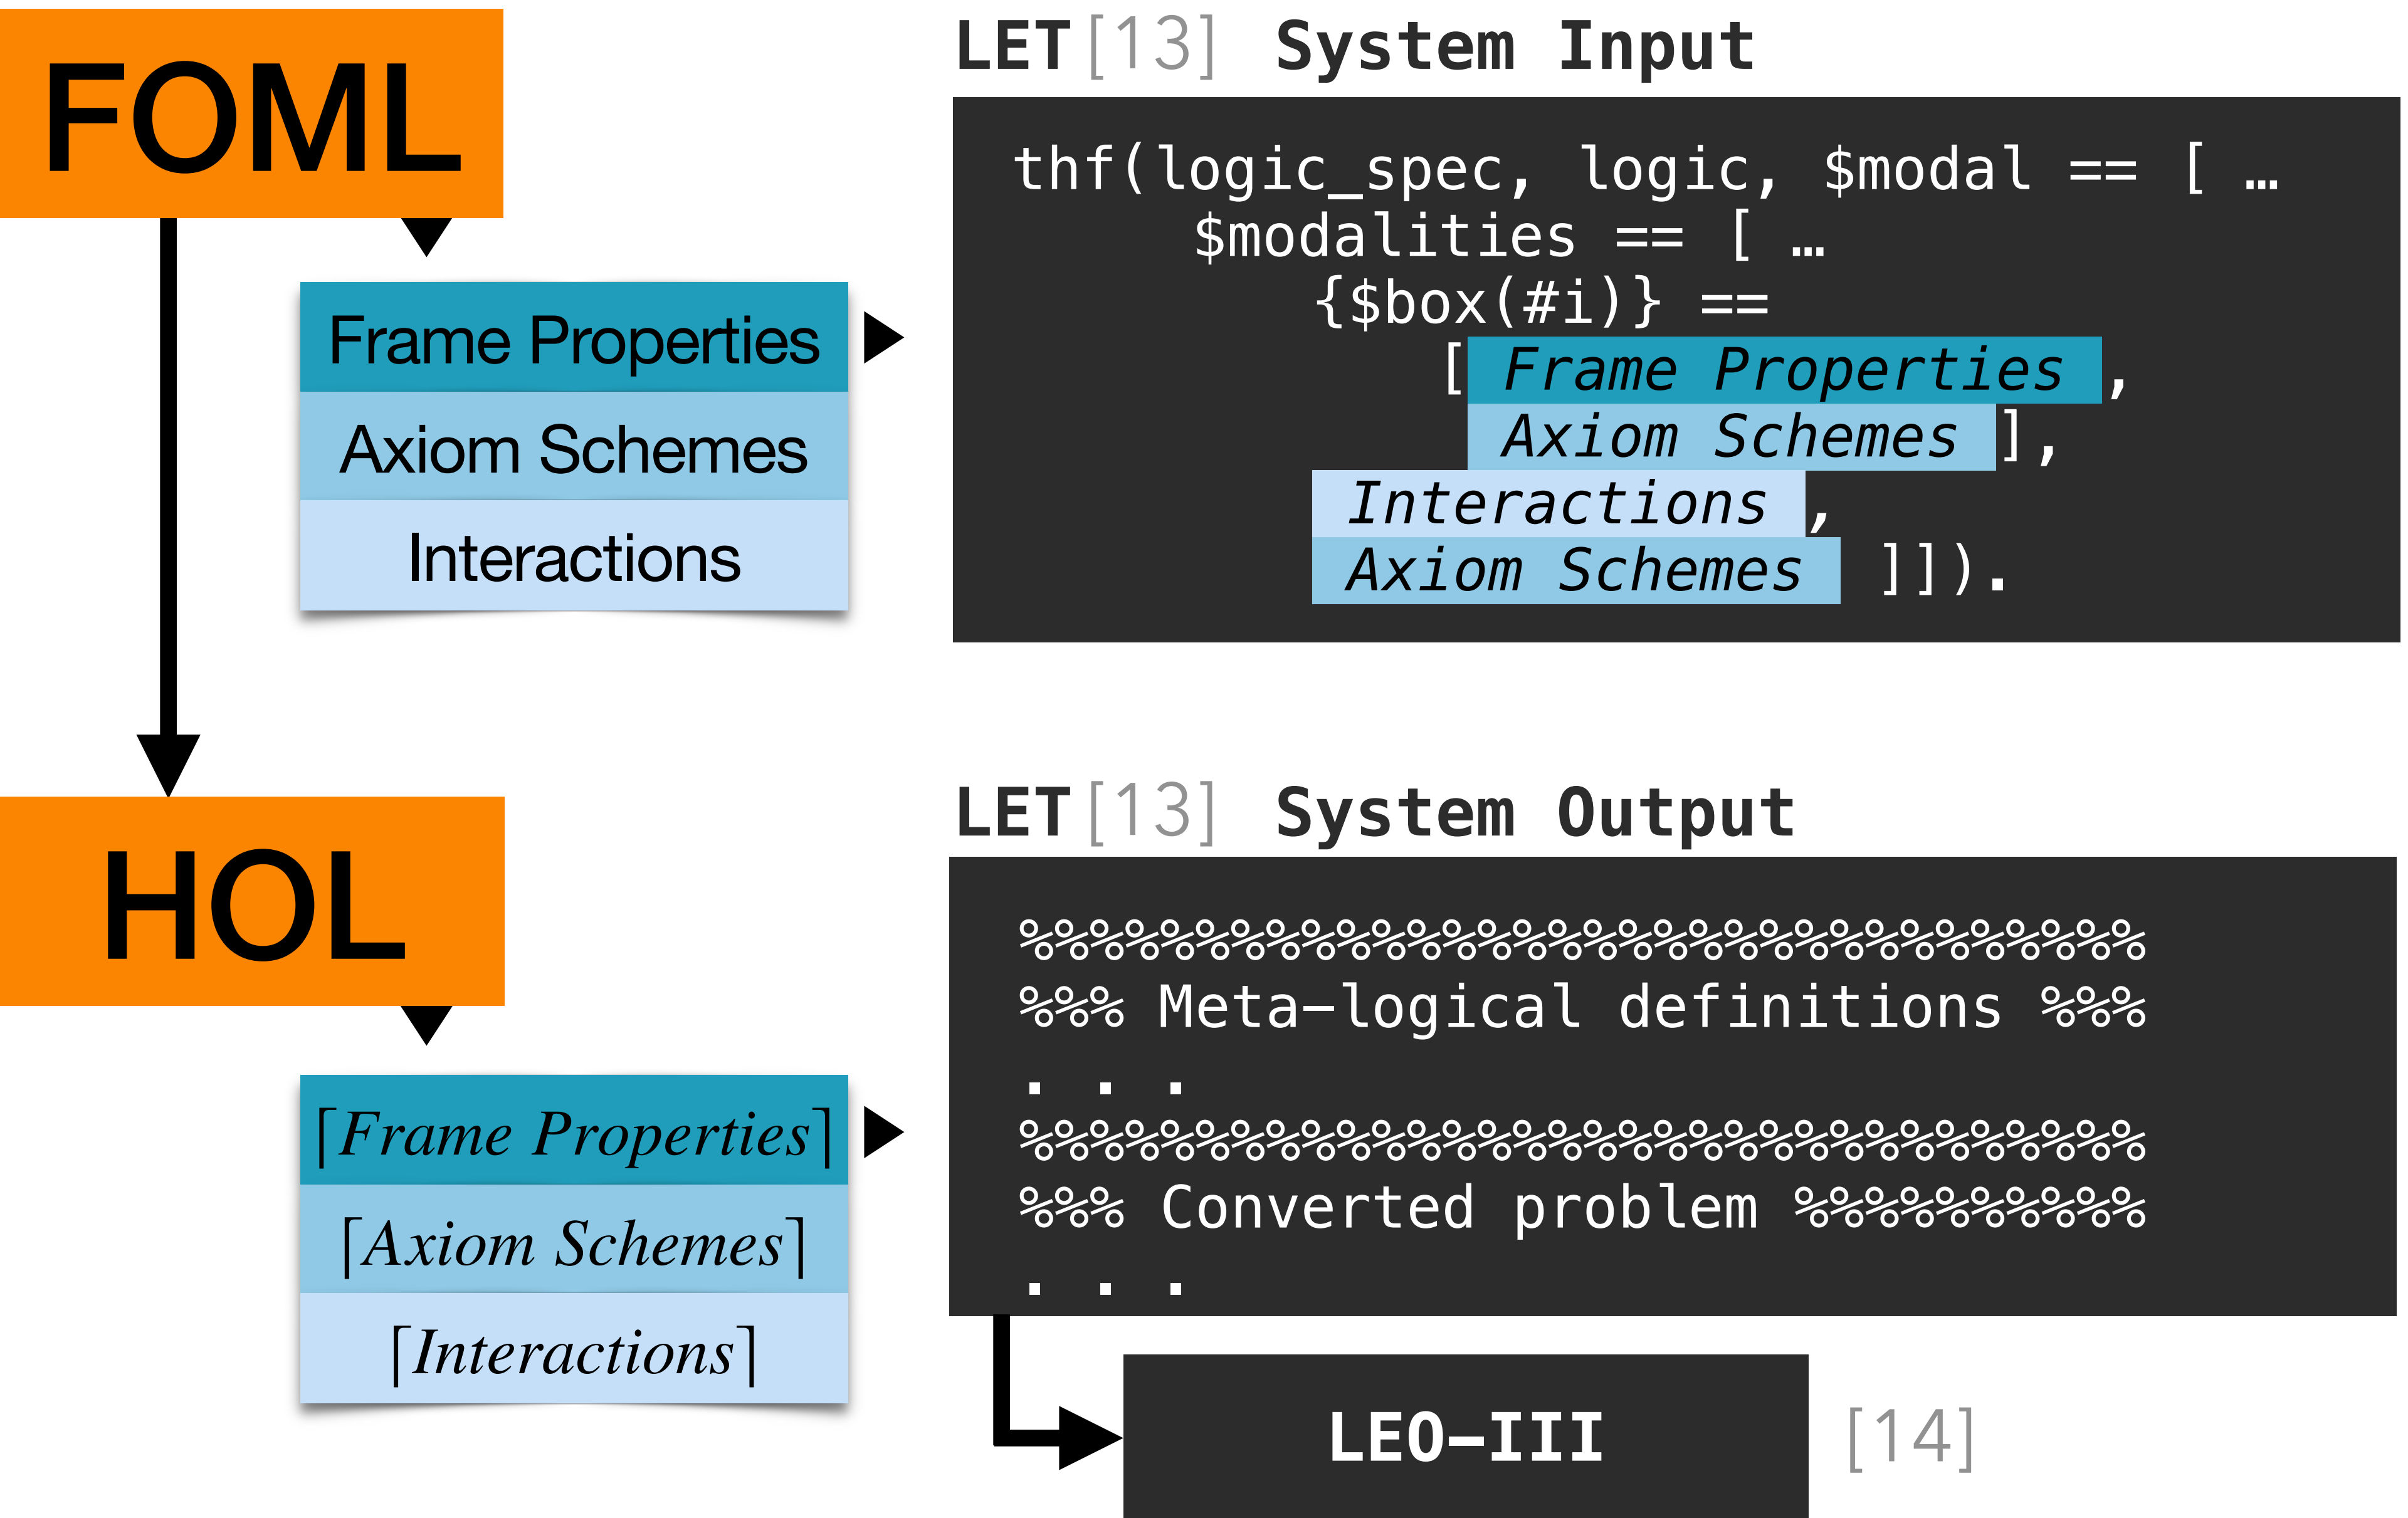 FOML
Frame Properties
Axiom Schemes
Interactions
LET[13] System Input
thf(logic_spec, logic, $modal == [ …
$modalities == [ …
{$box(#i)} ==
[ Frame Properties ,
Axiom Schemes ],
Interactions ,
Axiom Schemes ]]).
HOL
⌈Frame Properties⌉
⌈Axiom Schemes⌉
⌈Interactions⌉
LET[13] System Output
%%%%%%%%%%%%%%%%%%%%%%%%%%%%%%%%
%%% Meta-logical definitions %%%
. . .
%%%%%%%%%%%%%%%%%%%%%%%%%%%%%%%%
%%% Converted problem %%%%%%%%%%
. . .
LEO-III [14]